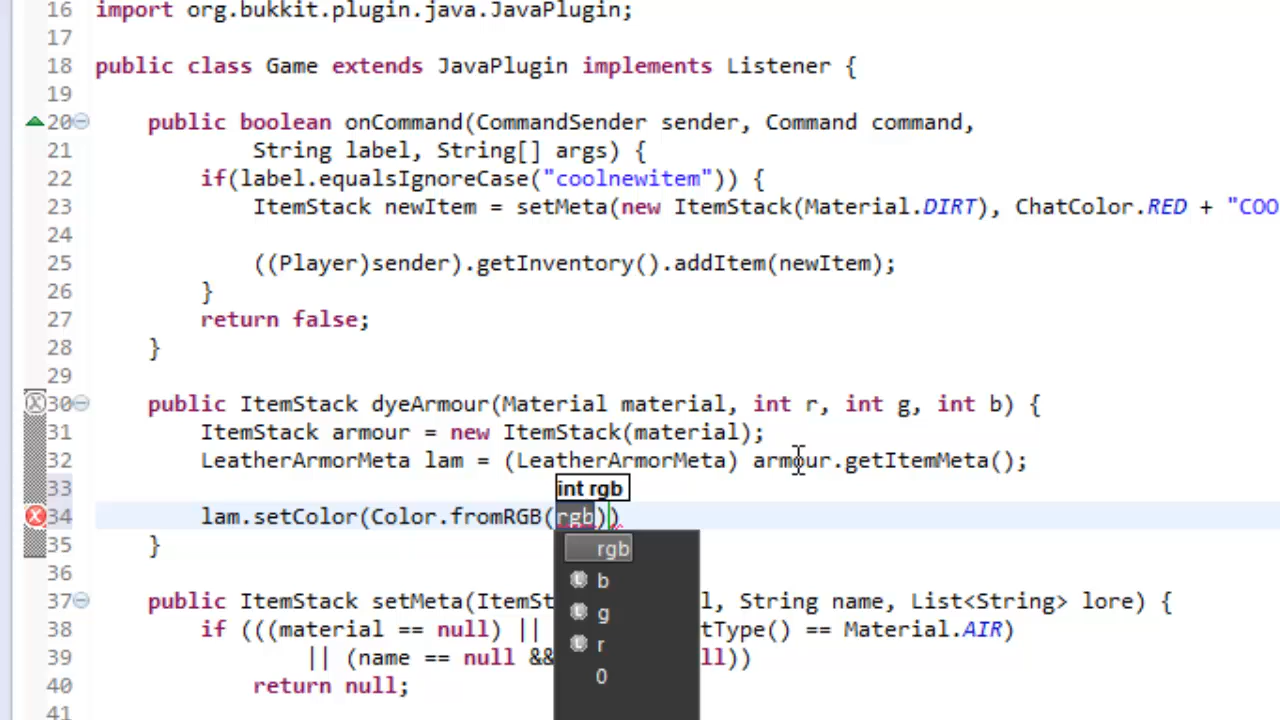 16 import org.bukkit.plugin.java.JavaPlugin;
17
18 public class Game extends JavaPlugin implements Listener {
19
20 public boolean onCommand(CommandSender sender, Command command,
21 String label, String[] args) {
22 if(label.equalsIgnoreCase("coolnewitem")) {
23 ItemStack newItem = setMeta(new ItemStack(Material.DIRT), ChatColor.RED + "COO
24
25 ((Player)sender).getInventory().addItem(newItem);
26 }
27 return false;
28 }
29
30 public ItemStack dyeArmour(Material material, int r, int g, int b) {
31 ItemStack armour = new ItemStack(material);
32 LeatherArmorMeta lam = (LeatherArmorMeta) armour.getItemMeta();
33 int rgb
34 lam.setColor(Color.fromRGB(rgb))
rgb
35 }
b
36
37 public ItemStack setMeta(ItemSt l, String name, List<String> lore) {
g
38 if (((material == null) || tType() == Material.AIR)
r
39 || (name == null && ll))
0
40 return null;
41